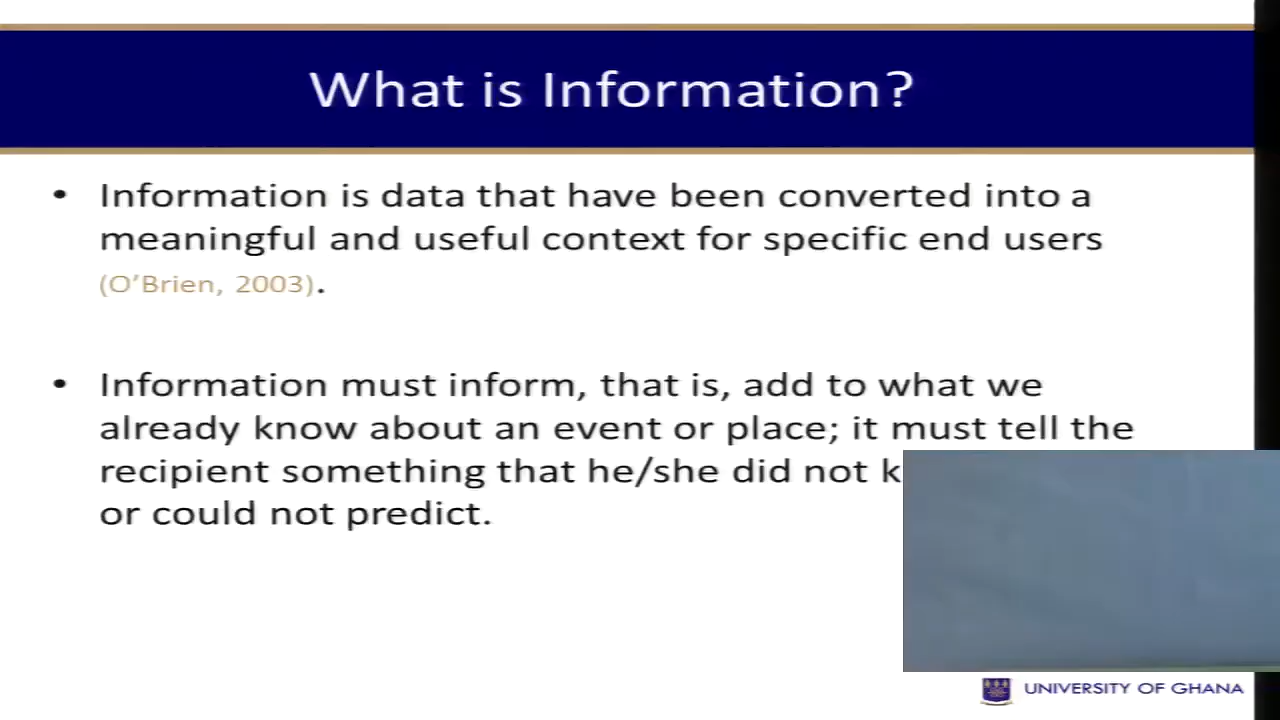 What is Information?
• Information is data that have been converted into a
meaningful and useful context for specific end users
(O’Brien, 2003).
• Information must inform, that is, add to what we
already know about an event or place; it must tell the
recipient something that he/she did not
or could not predict.
UNIVERSITY OF GHANA